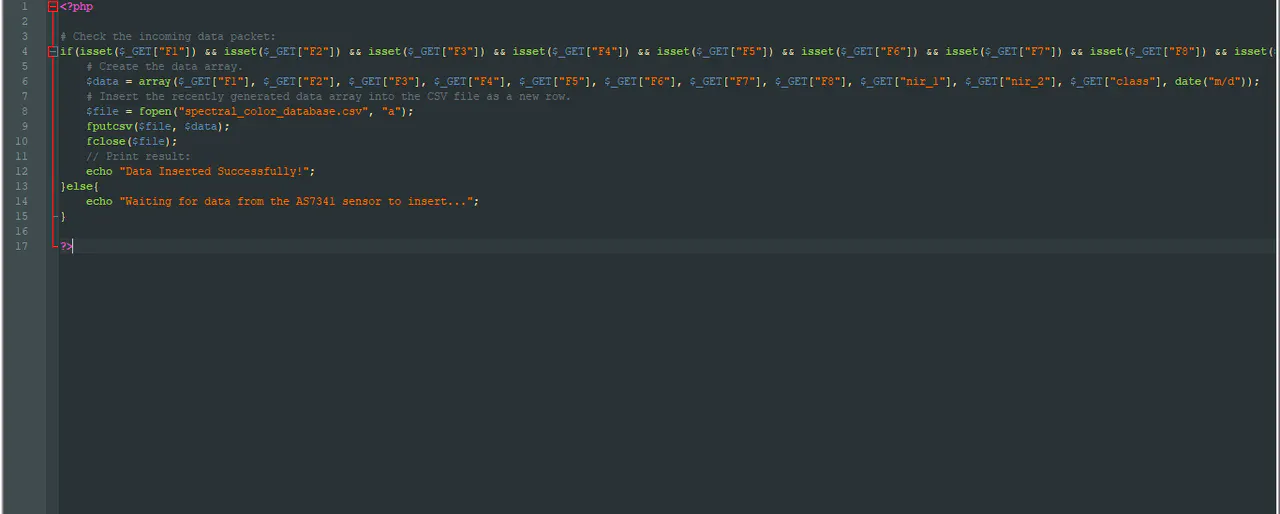 1 <?php
2
3 # Check the incoming data packet:
4 if(isset($_GET["F1"]) && isset($_GET["F2"]) && isset($_GET["F3"]) && isset($_GET["F4"]) && isset($_GET["F5"]) && isset($_GET["F6"]) && isset($_GET["F7"]) && isset($_GET["F8"]) && isset(
5 # Create the data array.
6 $data = array($_GET["F1"], $_GET["F2"], $_GET["F3"], $_GET["F4"], $_GET["F5"], $_GET["F6"], $_GET["F7"], $_GET["F8"], $_GET["nir_1"], $_GET["nir_2"], $_GET["class"], date("m/d"));
7 # Insert the recently generated data array into the CSV file as a new row.
8 $file = fopen("spectral_color_database.csv", "a");
9 fputcsv($file, $data);
10 fclose($file);
11 // Print result:
12 echo "Data Inserted Successfully!";
13 }else{
14 echo "Waiting for data from the AS7341 sensor to insert...";
15 }
16
17 ?>